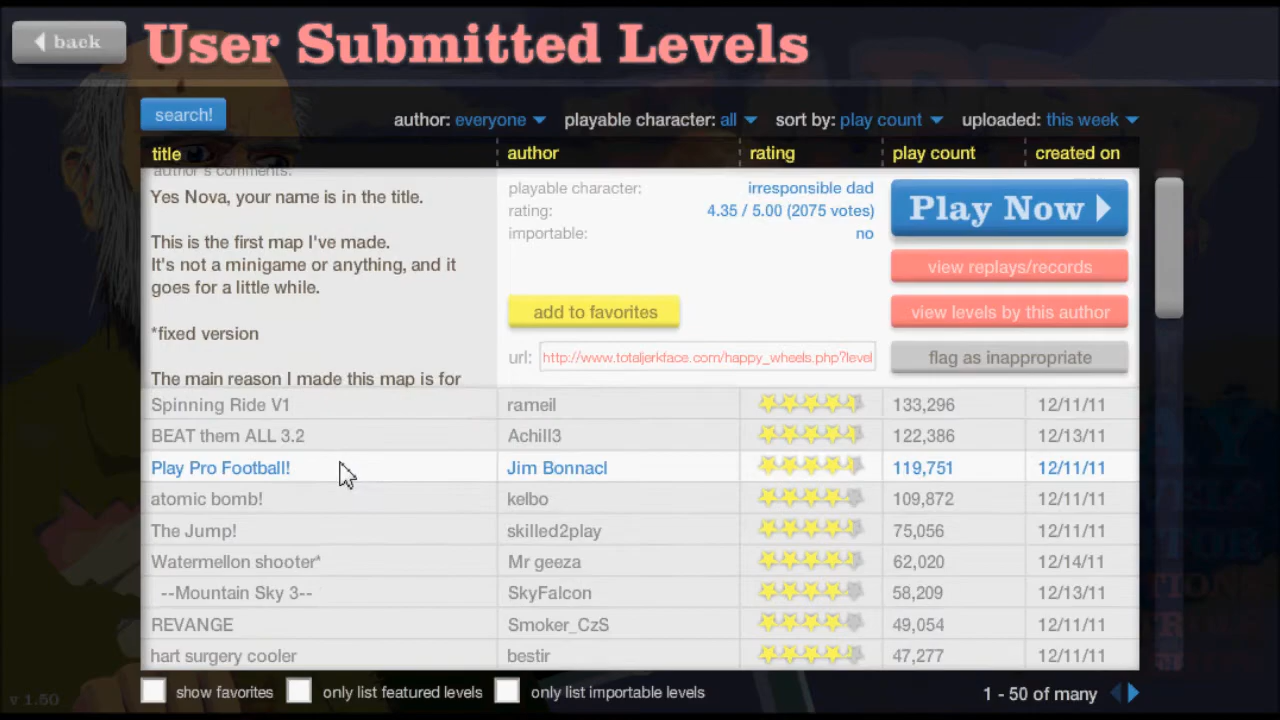 back
User Submitted Levels
search!
author: everyone playable character: all sort by: play count uploaded: this week
title author rating play count created on
author's comments:
Yes Nova, your name is in the title.
This is the first map I've made.
It's not a minigame or anything, and it
goes for a little while.
*fixed version
The main reason I made this map is for
playable character: irresponsible dad
rating: 4.35 / 5.00 (2075 votes)
importable: no
add to favorites
url: http://www.totaljerkface.com/happy_wheels.php?level
Play Now
view replays/records
view levels by this author
flag as inappropriate
Spinning Ride V1 rameil 133,296 12/11/11
BEAT them ALL 3.2 Achill3 122,386 12/13/11
Play Pro Football! Jim Bonnacl 119,751 12/11/11
atomic bomb! kelbo 109,872 12/11/11
The Jump! skilled2play 75,056 12/11/11
Watermellon shooter* Mr geeza 62,020 12/14/11
--Mountain Sky 3-- SkyFalcon 58,209 12/13/11
REVANGE Smoker_CzS 49,054 12/11/11
hart surgery cooler bestir 47,277 12/11/11
show favorites only list featured levels only list importable levels 1 - 50 of many
v 1.50